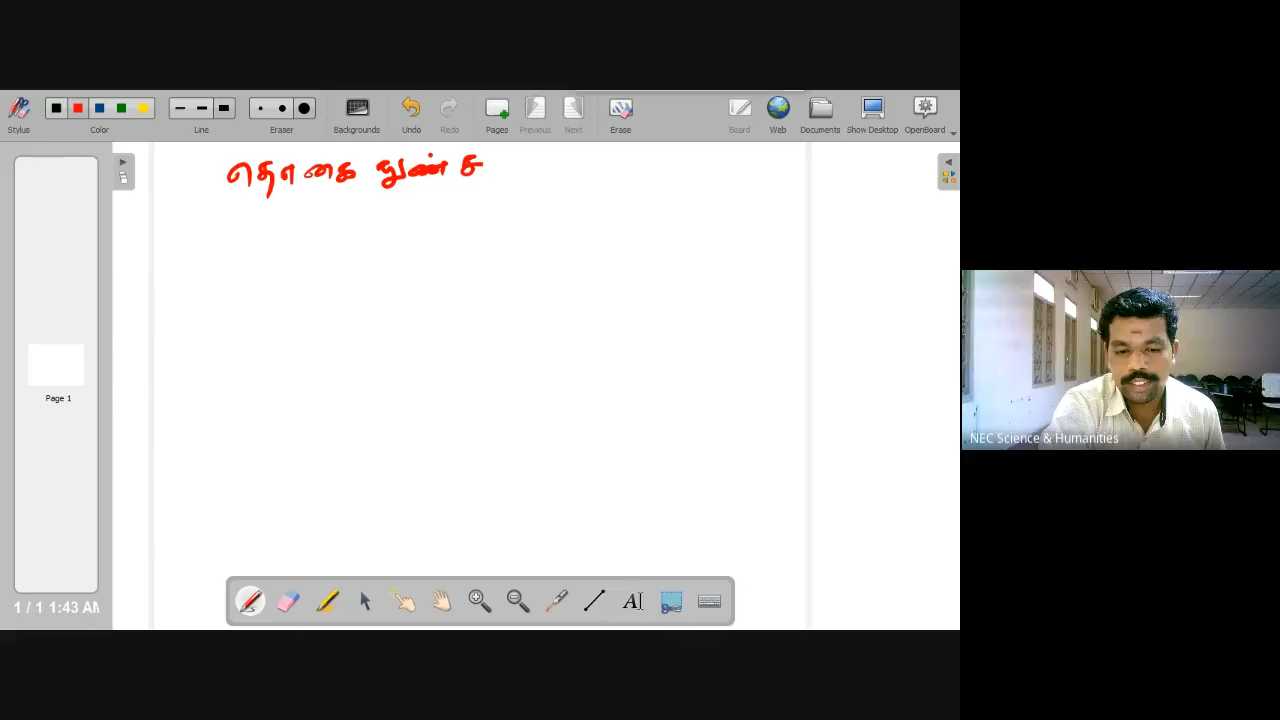 Stylus Color Line Eraser Backgrounds Undo Redo Pages Previous Next Erase Board Web Documents Show Desktop OpenBoard
தொகை நுண் ச
Page 1
NEC Science & Humanities
1 / 1 1:43 AM